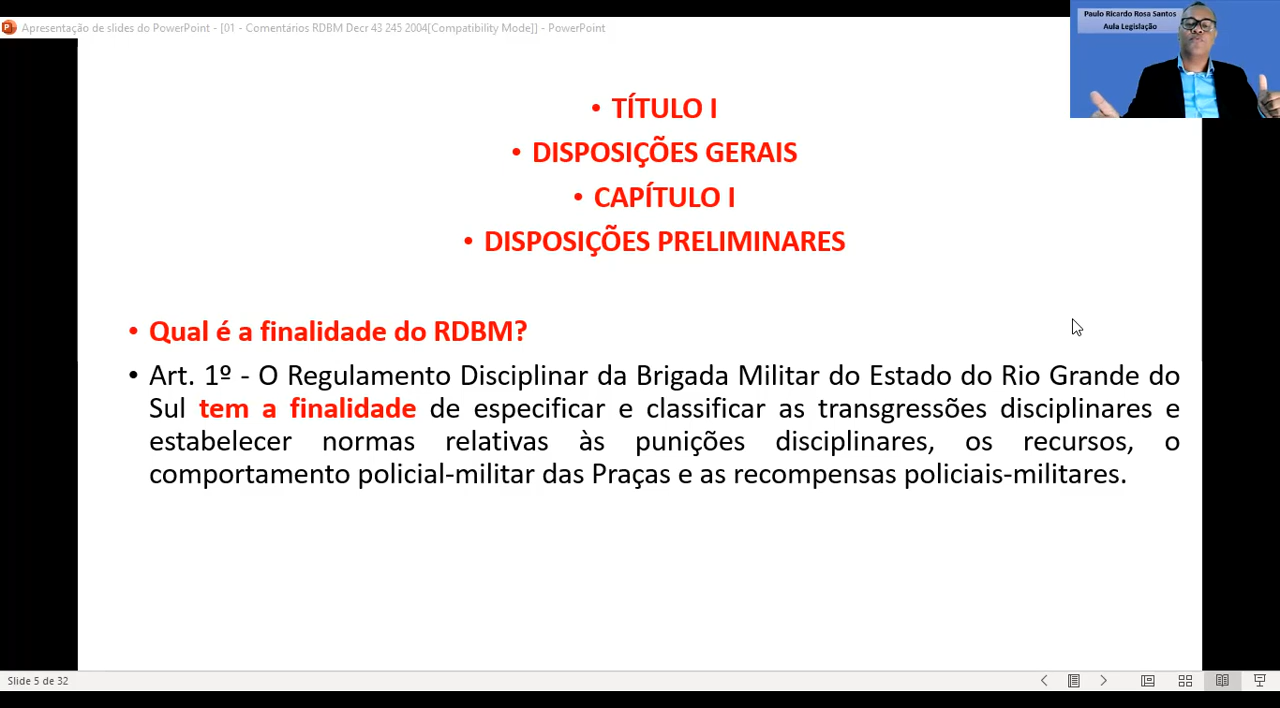 Apresentação de slides do PowerPoint - [01 - Comentários RDBM Decr 43 245 2004[Compatibility Mode]] - PowerPoint
Paulo Ricardo Rosa Santos
Aula Legislação
• TÍTULO I
• DISPOSIÇÕES GERAIS
• CAPÍTULO I
• DISPOSIÇÕES PRELIMINARES
• Qual é a finalidade do RDBM?
• Art. 1º - O Regulamento Disciplinar da Brigada Militar do Estado do Rio Grande do
Sul tem a finalidade de especificar e classificar as transgressões disciplinares e
estabelecer normas relativas às punições disciplinares, os recursos, o
comportamento policial-militar das Praças e as recompensas policiais-militares.
Slide 5 de 32